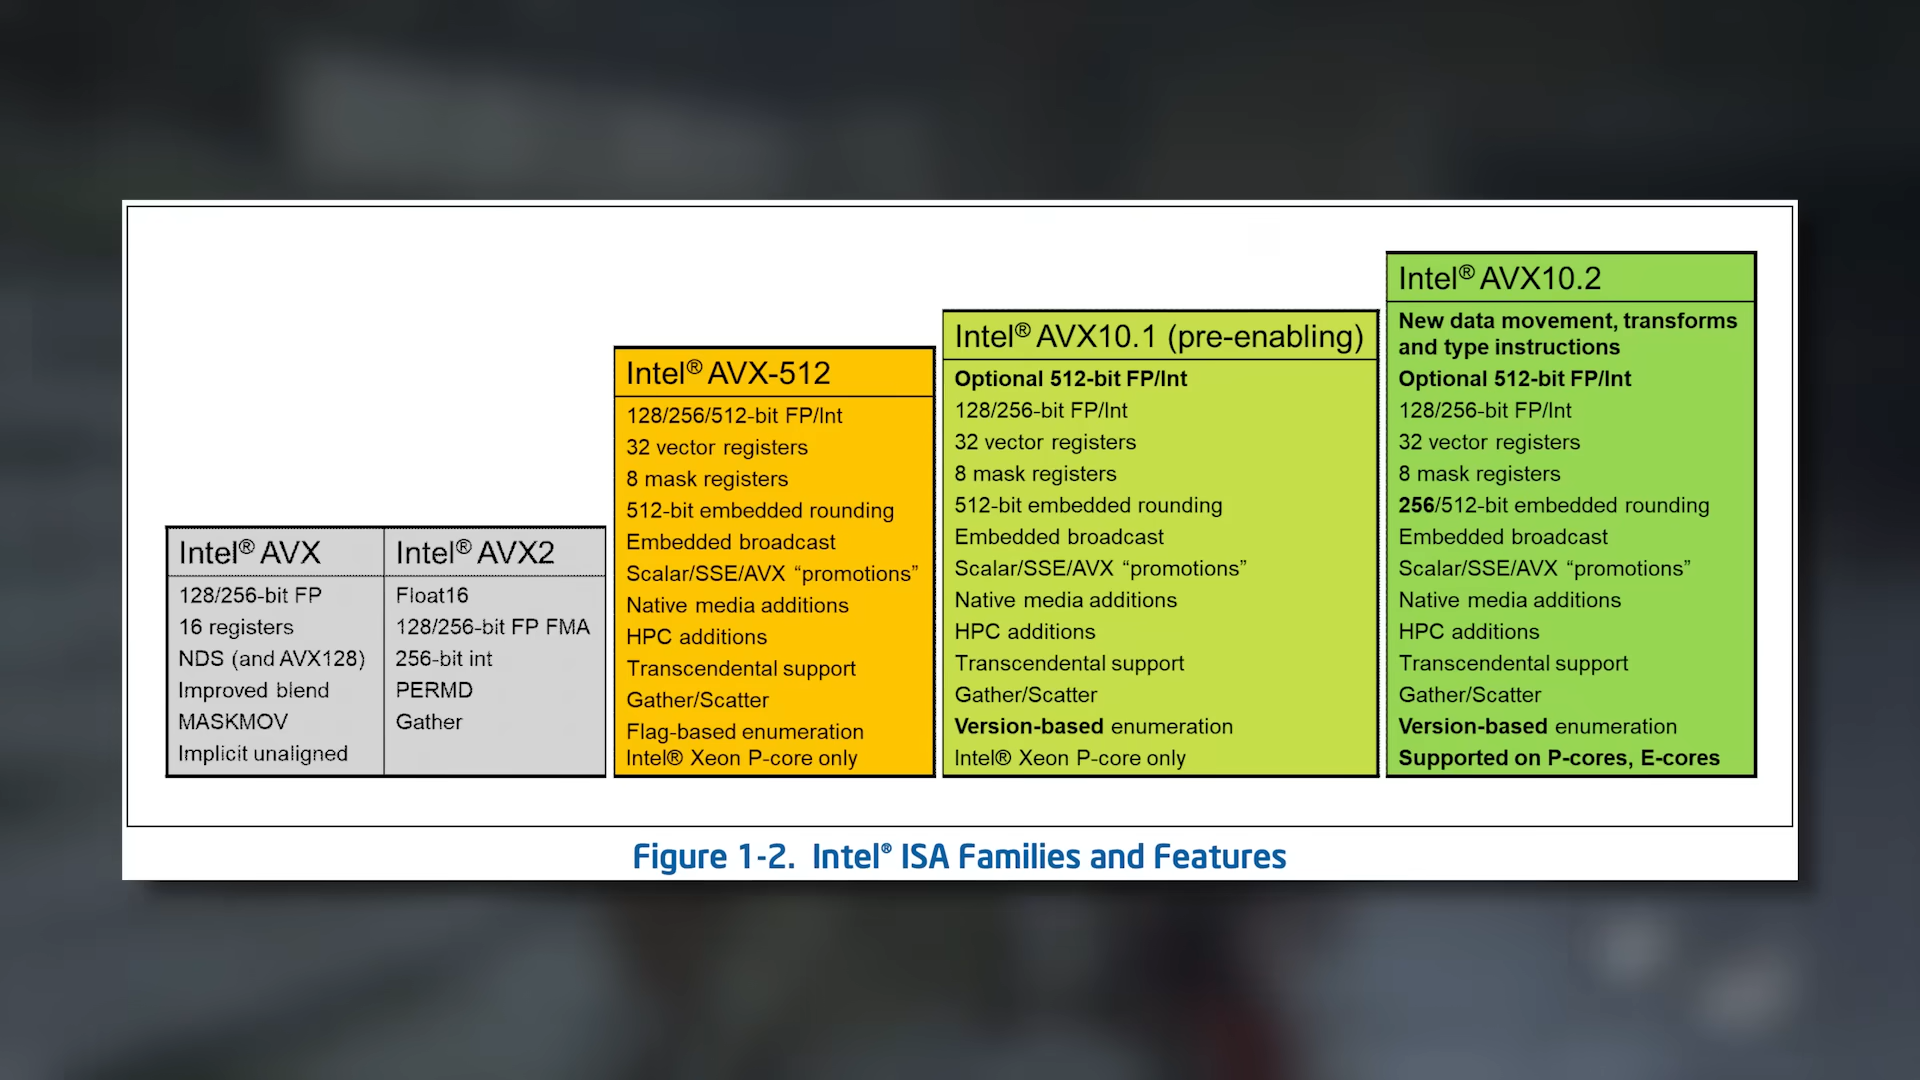 Intel® AVX
128/256-bit FP
16 registers
NDS (and AVX128)
Improved blend
MASKMOV
Implicit unaligned
Intel® AVX2
Float16
128/256-bit FP FMA
256-bit int
PERMD
Gather
Intel® AVX-512
128/256/512-bit FP/Int
32 vector registers
8 mask registers
512-bit embedded rounding
Embedded broadcast
Scalar/SSE/AVX “promotions”
Native media additions
HPC additions
Transcendental support
Gather/Scatter
Flag-based enumeration
Intel® Xeon P-core only
Intel® AVX10.1 (pre-enabling)
Optional 512-bit FP/Int
128/256-bit FP/Int
32 vector registers
8 mask registers
512-bit embedded rounding
Embedded broadcast
Scalar/SSE/AVX “promotions”
Native media additions
HPC additions
Transcendental support
Gather/Scatter
Version-based enumeration
Intel® Xeon P-core only
Intel® AVX10.2
New data movement, transforms
and type instructions
Optional 512-bit FP/Int
128/256-bit FP/Int
32 vector registers
8 mask registers
256/512-bit embedded rounding
Embedded broadcast
Scalar/SSE/AVX “promotions”
Native media additions
HPC additions
Transcendental support
Gather/Scatter
Version-based enumeration
Supported on P-cores, E-cores
Figure 1-2. Intel® ISA Families and Features